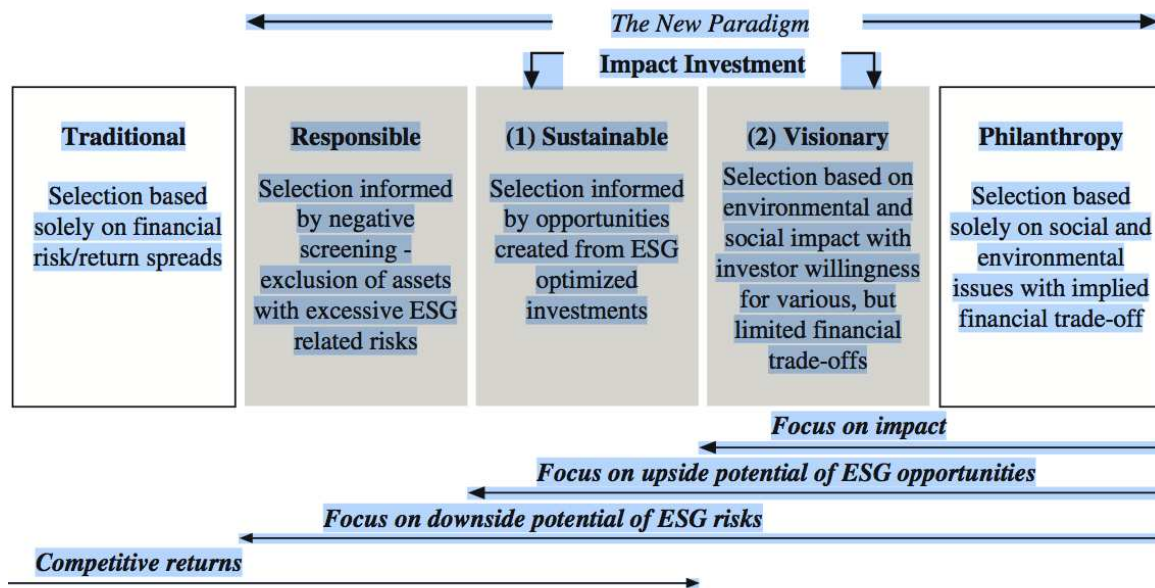 The New Paradigm
Impact Investment
Traditional
Selection based
solely on financial
risk/return spreads
Responsible
Selection informed
by negative
screening -
exclusion of assets
with excessive ESG
related risks
(1) Sustainable
Selection informed
by opportunities
created from ESG
optimized
investments
(2) Visionary
Selection based on
environmental and
social impact with
investor willingness
for various, but
limited financial
trade-offs
Philanthropy
Selection based
solely on social and
environmental
issues with implied
financial trade-off
Focus on impact
Focus on upside potential of ESG opportunities
Focus on downside potential of ESG risks
Competitive returns